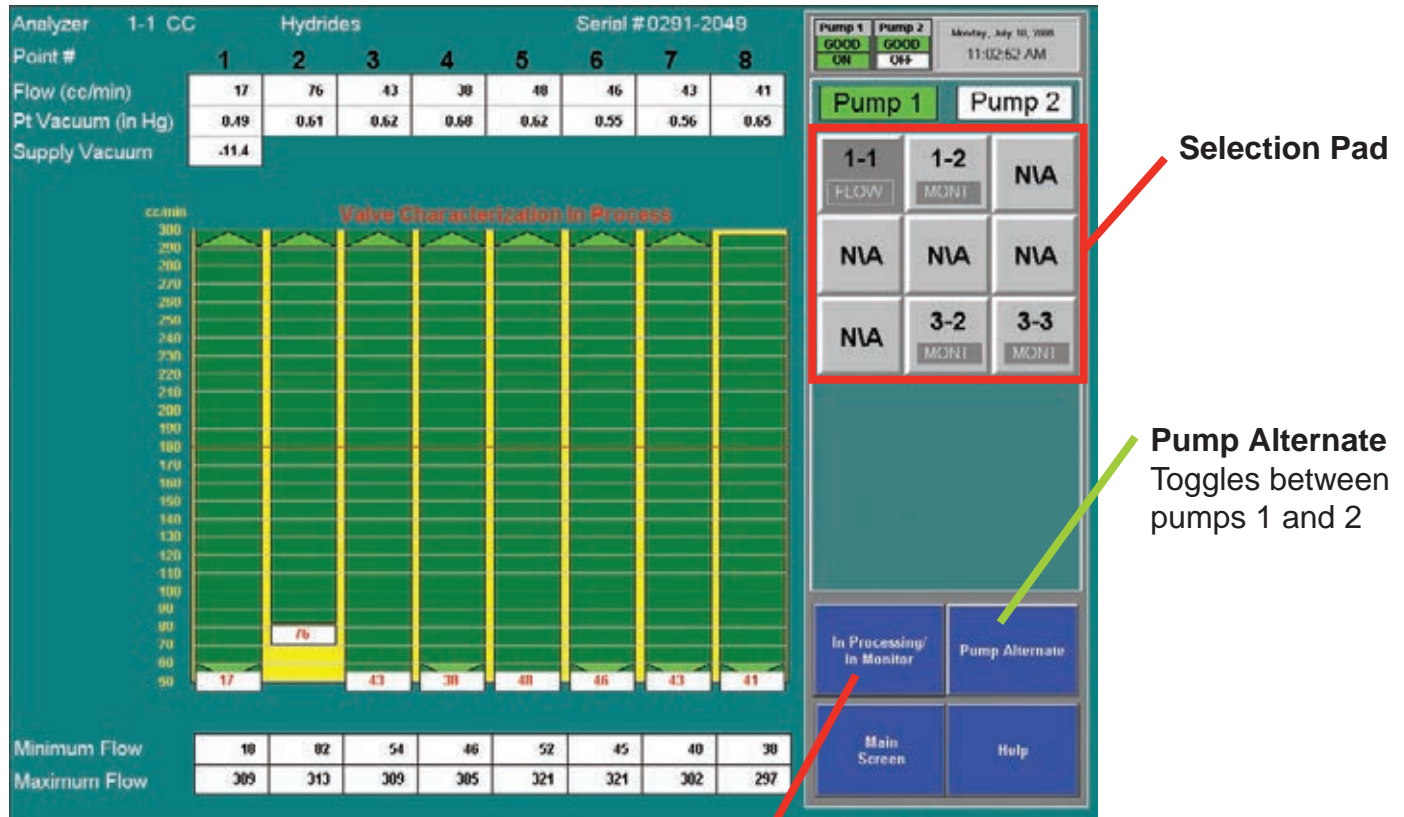 Analyzer 1-1 CC Hydrides Serial # 0291-2049
Point # 1 2 3 4 5 6 7 8
Flow (cc/min) 17 76 43 38 48 46 43 41
Pt Vacuum (in Hg) 0.49 0.61 0.62 0.68 0.62 0.55 0.56 0.65
Supply Vacuum -11.4
cc/min
Valve Characterization In Process
300
290
280
270
260
250
240
230
220
210
200
190
180
170
160
150
140
130
120
110
100
90
80
70
60
50
76
17 43 38 48 46 43 41
Minimum Flow 18 82 54 46 52 45 40 38
Maximum Flow 309 313 309 305 321 321 302 297
Pump 1 Pump 2
GOOD GOOD
ON OFF
Monday, July 10,
11:02:52 AM
Pump 1 Pump 2
1-1 1-2 N\A
FLOW MONT
N\A N\A N\A
N\A 3-2 3-3
MONT MONT
In Processing/
In Monitor
Pump Alternate
Main
Screen
Help
Selection Pad
Pump Alternate
Toggles between
pumps 1 and 2